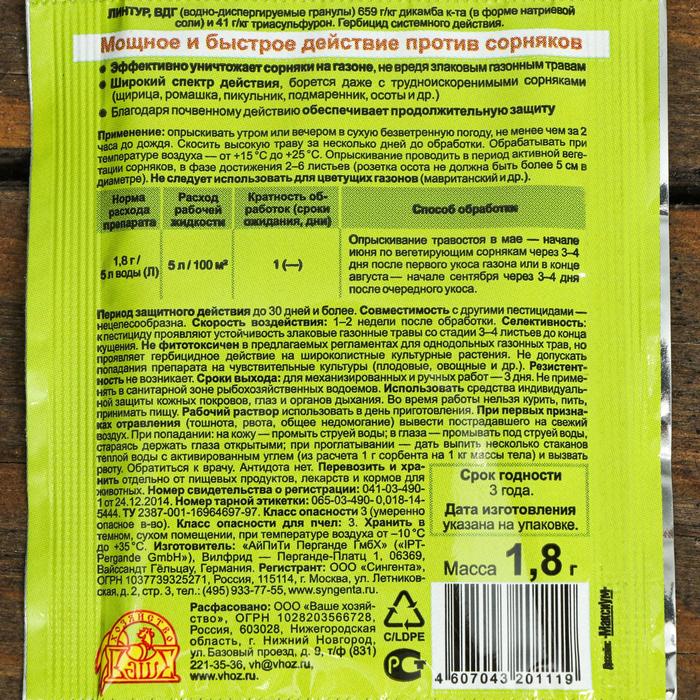 ЛИНТУР, ВДГ (водно-диспергируемые гранулы) 659 г/кг дикамба к-та (в форме натриевой
соли) и 41 г/кг триасульфурон. Гербицид системного действия.
Мощное и быстрое действие против сорняков
● Эффективно уничтожает сорняки на газоне, не вредя злаковым газонным травам
● Широкий спектр действия, борется даже с трудноискоренимыми сорняками
(щирица, ромашка, пикульник, подмаренник, осоты и др.)
● Благодаря почвенному действию обеспечивает продолжительную защиту
Применение: опрыскивать утром или вечером в сухую безветренную погоду, не менее чем за 2
часа до дождя. Скосить высокую траву за несколько дней до обработки. Обрабатывать при
температуре воздуха — от +15 °C до +25 °C. Опрыскивание проводить в период активной веге-
тации сорняков, в фазе достижения 2–6 листьев (розетка осота не должна быть более 5 см в
диаметре). Не следует использовать для цветущих газонов (мавританский и др.).
Норма расхода препарата
Расход рабочей жидкости
Кратность об-работок (сроки ожидания, дни)
Способ обработки
1,8 г/ 5 л воды (Л)
5 л / 100 м²
1 (—)
Опрыскивание травостоя в мае — начале
июня по вегетирующим сорнякам через 3–4
дня после первого укоса газона или в конце
августа — начале сентября через 3–4 дня
после очередного укоса.
Период защитного действия до 30 дней и более. Совместимость с другими пестицидами —
нецелесообразна. Скорость воздействия: 1–2 недели после обработки. Селективность:
к пестициду проявляют устойчивость злаковые газонные травы со стадии 3–4 листьев до конца
кущения. Не фитотоксичен в предлагаемых регламентах для однодольных газонных трав, но
проявляет гербицидное действие на широколистные культурные растения. Не допускать
попадания препарата на чувствительные культуры (плодовые, овощные и др.). Резистент-
ность не возникает. Сроки выхода: для механизированных и ручных работ — 3 дня. Не приме-
нять в санитарной зоне рыбохозяйственных водоемов. Использовать средства индивидуаль-
ной защиты кожных покровов, глаз и органов дыхания. Во время работы нельзя курить, пить,
принимать пищу. Рабочий раствор использовать в день приготовления. При первых призна-
ках отравления (тошнота, рвота, общее недомогание) вывести пострадавшего на свежий
воздух. При попадании: на кожу — промыть струей воды; в глаза — промывать под струей воды,
стараясь держать глаза открытыми; при проглатывании — дать выпить несколько стаканов
теплой воды с активированным углем (из расчета 1 г сорбента на 1 кг массы тела) и вызвать
рвоту. Обратиться к врачу. Антидота нет. Перевозить и хра-
нить отдельно от пищевых продуктов, лекарств и кормов для
животных. Номер свидетельства о регистрации: 041-03-490-
1 от 24.12.2014. Номер тарной этикетки: 065-03-490-0,018-14-
5444. ТУ 2387-001-16964697-97. Класс опасности 3 (умеренно
опасное в-во). Класс опасности для пчел: 3. Хранить в
темном, сухом помещении, при температуре воздуха от –10 °C
до +35 °C. Изготовитель: «АйПиТи Пергande ГмбХ» («IPT-
Pergande GmbH»), Вилфрид — Перганде-Платц 1, 06369,
Вайссандт Гёльцау, Германия. Регистрант: ООО «Сингента»,
ОГРН 1037739325271, Россия, 115114, г. Москва, ул. Летников-
ская, д. 2, стр. 3, тел.: (495) 933-77-55, www.syngenta.ru.
Срок годности
3 года.
Дата изготовления
указана на упаковке.
Масса 1,8 г
ХОЗЯЙСТВО
ВАШЕ
Расфасовано: ООО «Ваше хозяй-
ство», ОГРН 1028203566728,
Россия, 603028, Нижегородская
область, г. Нижний Новгород,
ул. Базовый проезд, д. 9, т/ф (831)
221-35-36, vh@vhoz.ru,
www.vhoz.ru.
C/LDPE
РСТ
4 607043 201119
Дизайн: Максиум